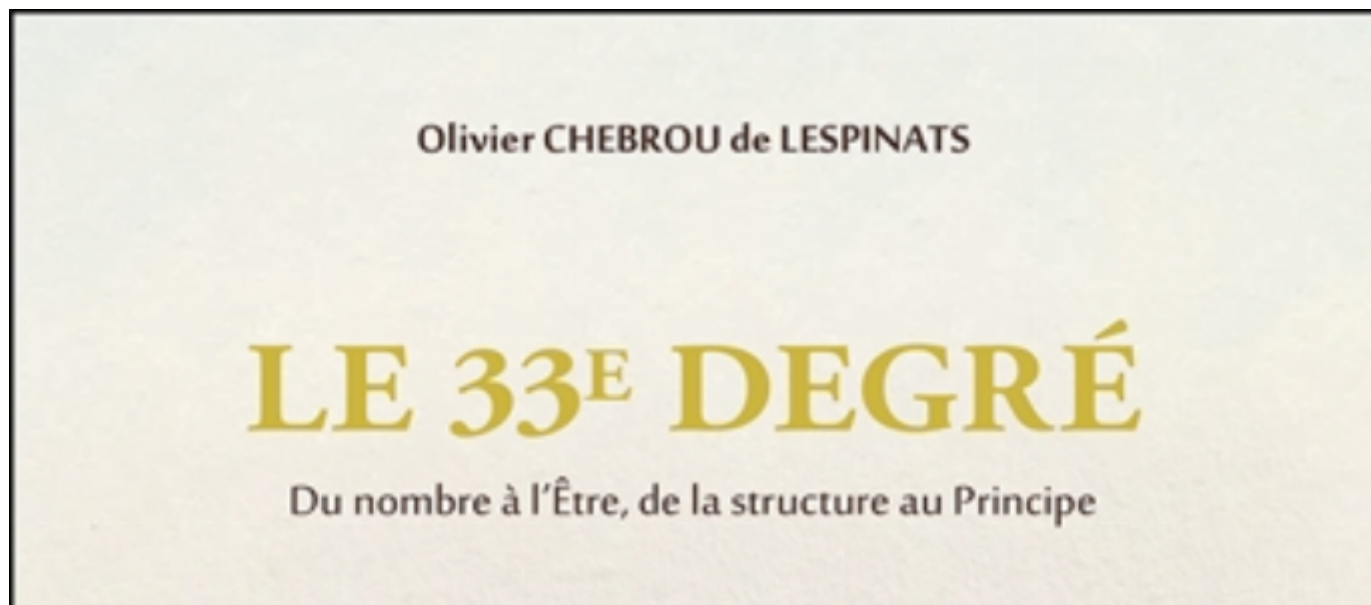 Olivier CHEBROU de LESPINATS
LE 33E DEGRÉ
Du nombre à l'Être, de la structure au Principe